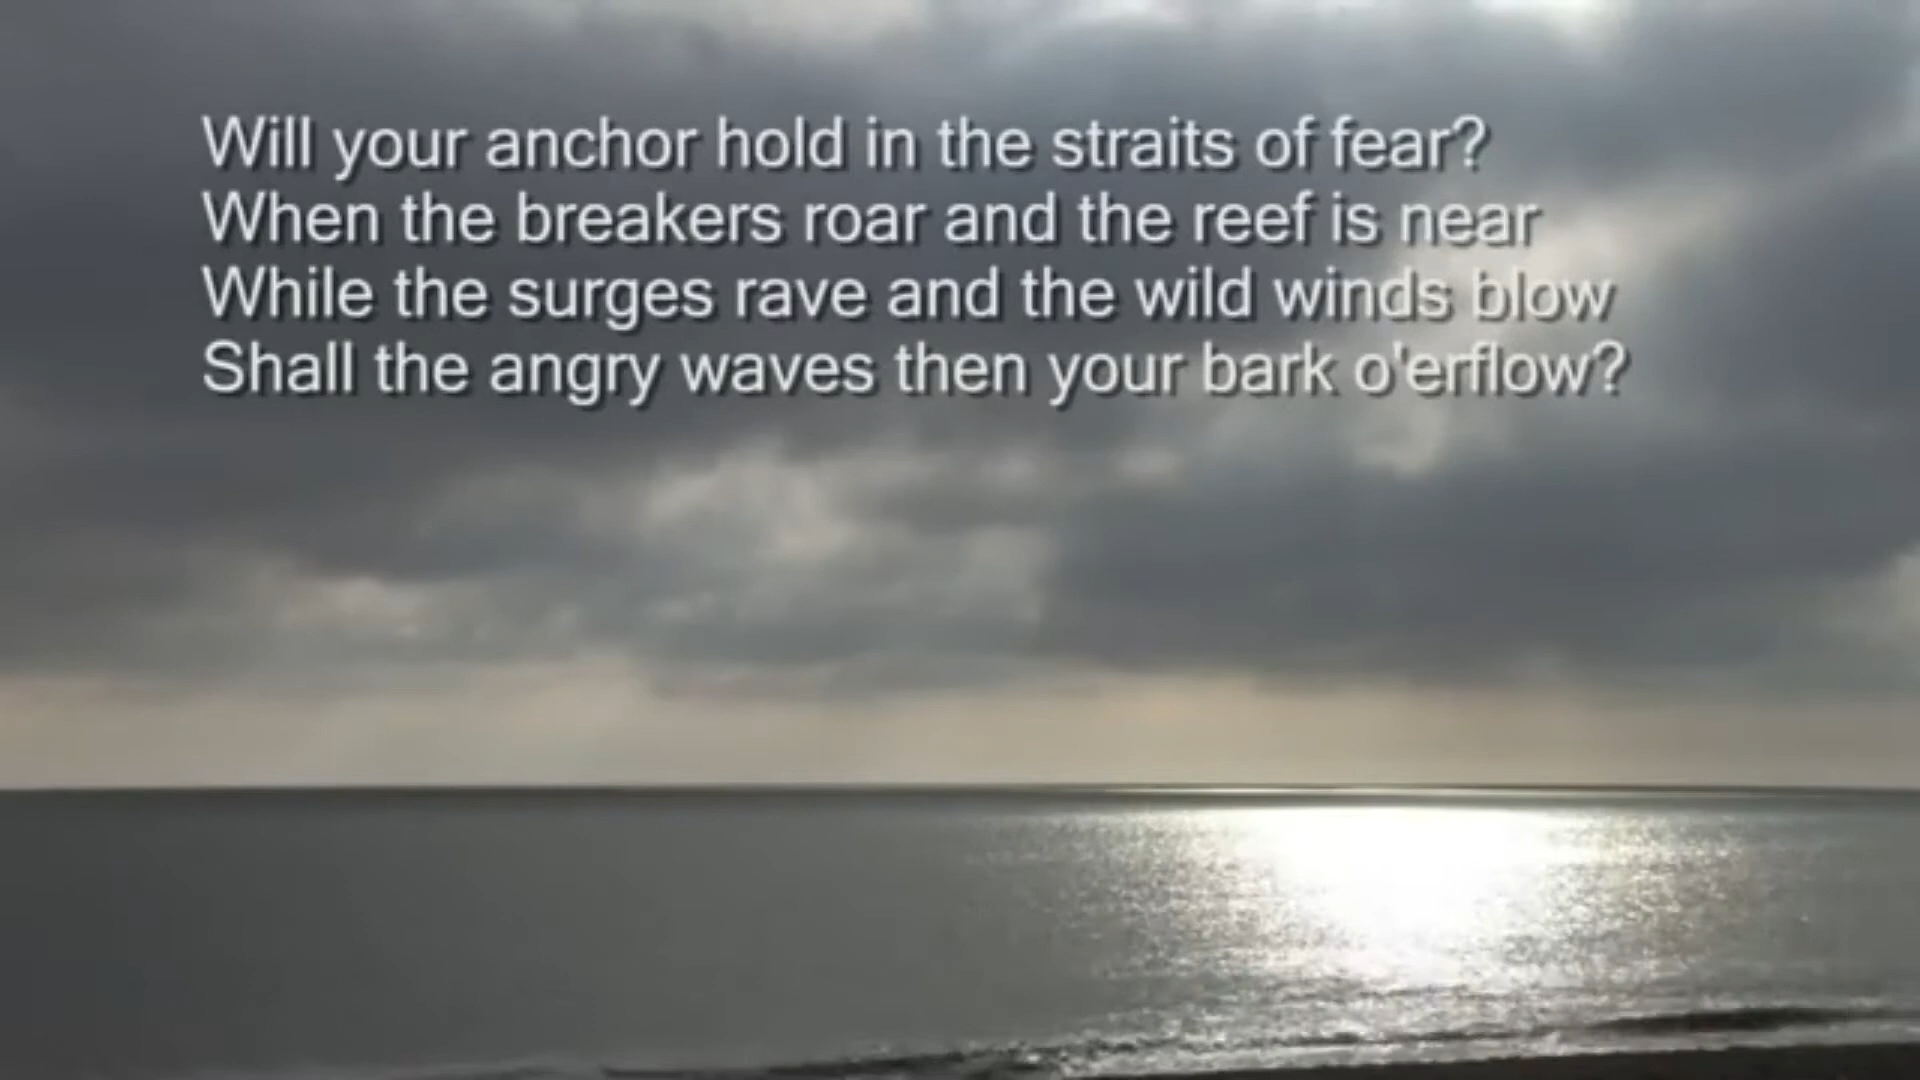 Will your anchor hold in the straits of fear?
When the breakers roar and the reef is near
While the surges rave and the wild winds blow
Shall the angry waves then your bark o'erflow?